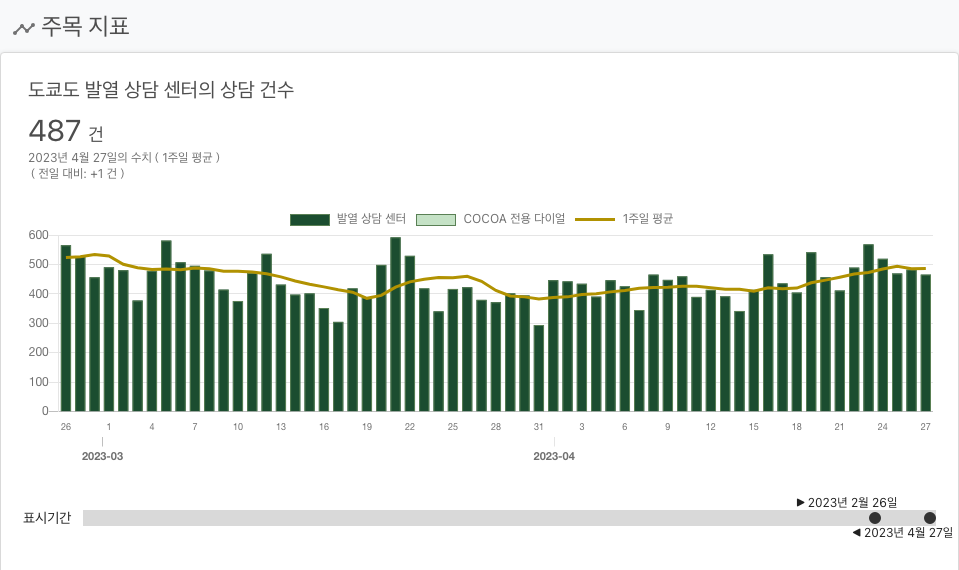 주목 지표
도쿄도 발열 상담 센터의 상담 건수
487 건
2023년 4월 27일의 수치 ( 1주일 평균 )
( 전일 대비: +1 건 )
발열 상담 센터 COCOA 전용 다이얼 1주일 평균
600
500
400
300
200
100
0
26 1 4 7 10 13 16 19 22 25 28 31 3 6 9 12 15 18 21 24 27
2023-03 2023-04
▶ 2023년 2월 26일
표시기간
◀ 2023년 4월 27일